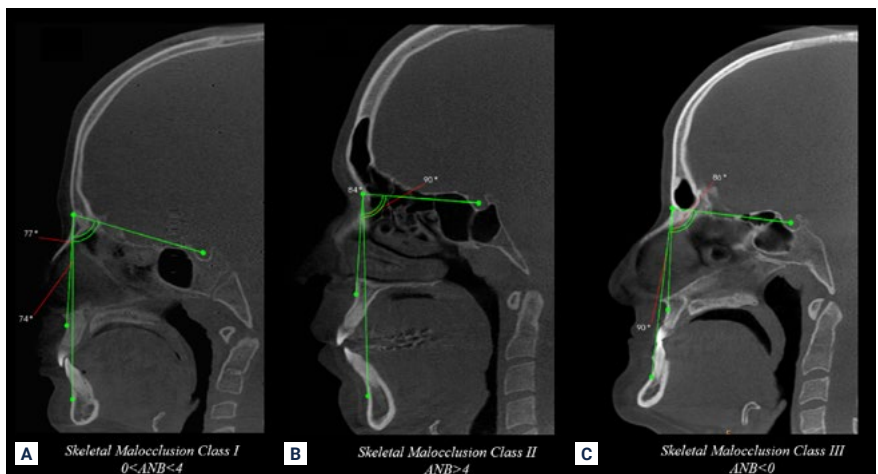 77°
74°
A
Skeletal Malocclusion Class I
0<ANB<4
84°
90°
B
Skeletal Malocclusion Class II
ANB>4
86°
90°
C
Skeletal Malocclusion Class III
ANB<0